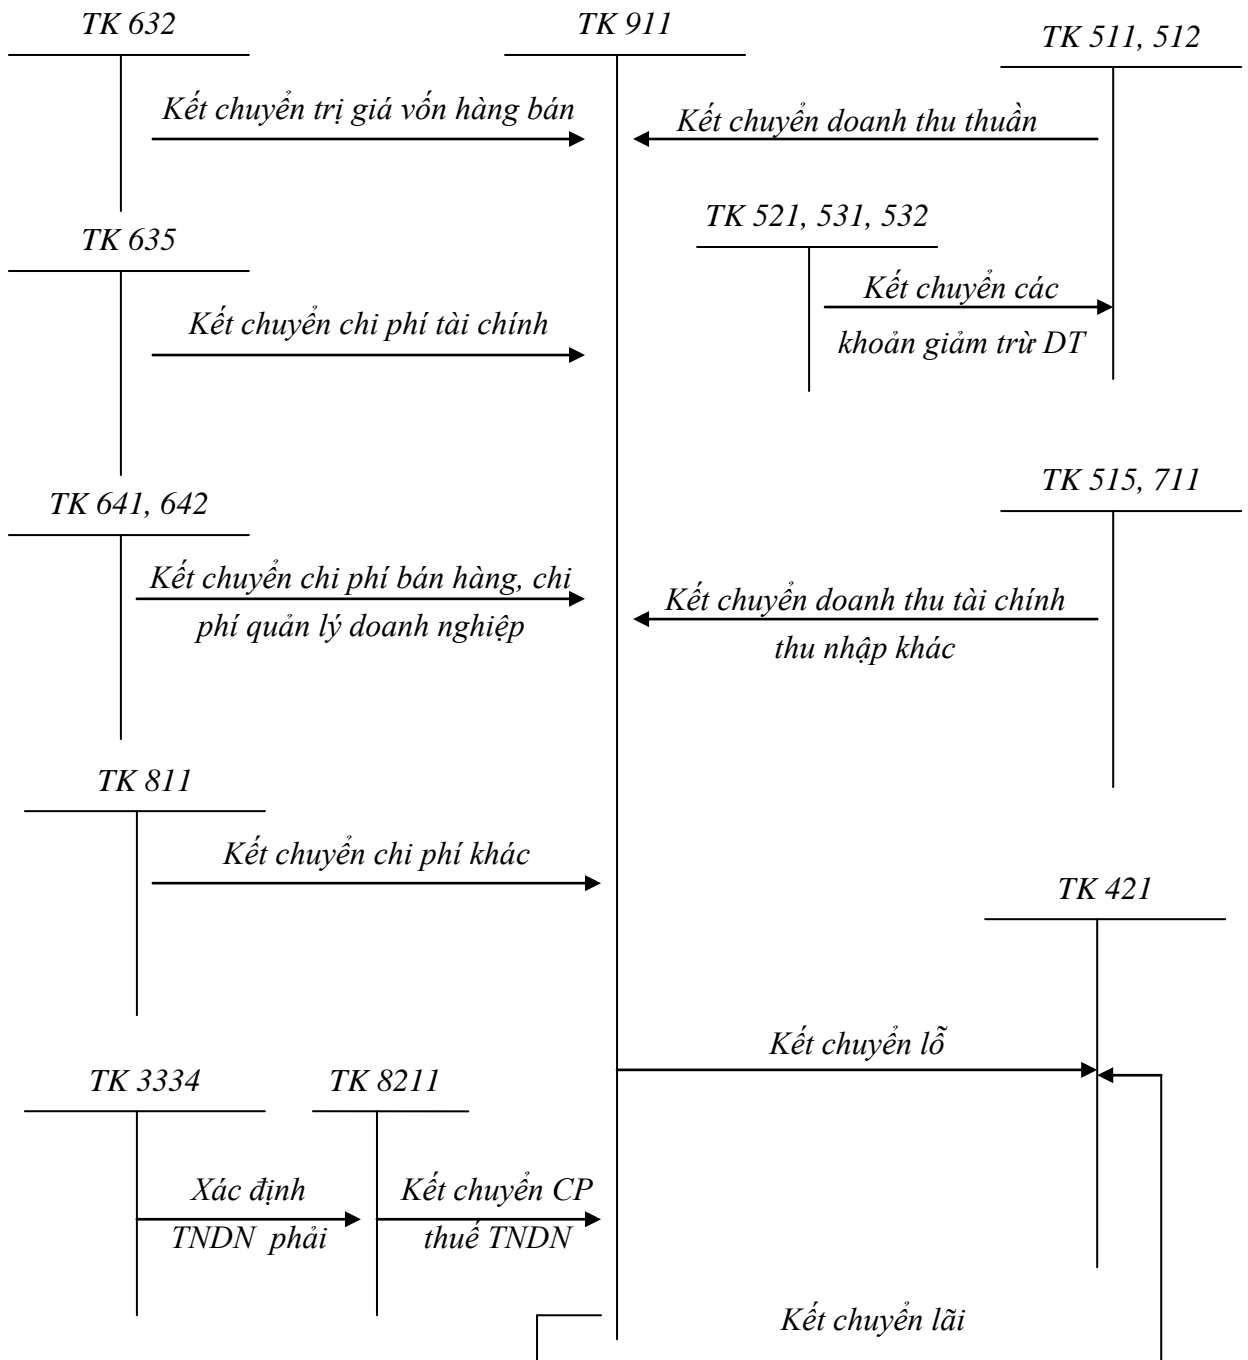 TK 632
TK 911
TK 511, 512
Kết chuyển trị giá vốn hàng bán
Kết chuyển doanh thu thuần
TK 521, 531, 532
TK 635
Kết chuyển các
khoản giảm trừ DT
Kết chuyển chi phí tài chính
TK 515, 711
TK 641, 642
Kết chuyển chi phí bán hàng, chi
phí quản lý doanh nghiệp
Kết chuyển doanh thu tài chính
thu nhập khác
TK 811
Kết chuyển chi phí khác
TK 421
Kết chuyển lỗ
TK 3334
TK 8211
Xác định
TNDN phải
Kết chuyển CP
thuế TNDN
Kết chuyển lãi